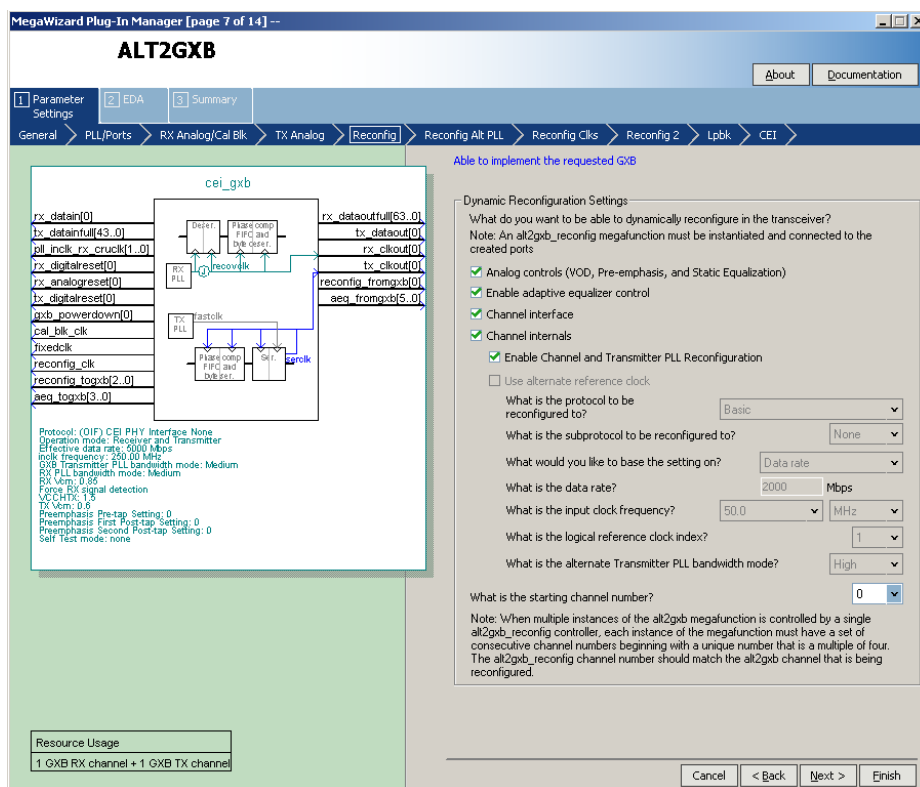 MegaWizard Plug-In Manager [page 7 of 14] --
ALT2GXB
About
Documentation
1 Parameter Settings
2 EDA
3 Summary
General
PLL/Ports
RX Analog/Cal Blk
TX Analog
Reconfig
Reconfig Alt PLL
Reconfig Clks
Reconfig 2
Lpbk
CEI
cei_gxb
rx_datain[0]
tx_datainfull[43..0]
pll_inclk_rx_cruclk[1..0]
rx_digitalreset[0]
rx_analogreset[0]
tx_digitalreset[0]
gxb_powerdown[0]
cal_blk_clk
fixedclk
reconfig_clk
reconfig_togxb[2..0]
aeq_togxb[3..0]
Deser.
Phase comp
FIFO and
byte deser.
RX
PLL
recovclk
TX
PLL
fastclk
Phase comp
FIFO and
byte ser.
Ser.
serclk
rx_dataoutfull[63..0]
tx_dataout[0]
rx_clkout[0]
tx_clkout[0]
reconfig_fromgxb[0]
aeq_fromgxb[5..0]
Protocol: (OIF) CEI PHY Interface None
Operation mode: Receiver and Transmitter
Effective data rate: 5000 Mbps
inclk frequency: 250.00 MHz
GXB Transmitter PLL bandwidth mode: Medium
RX PLL bandwidth mode: Medium
RX Vcm: 0.85
Force RX signal detection
VCCHTX: 1.5
TX Vcm: 0.6
Preemphasis Pre-tap Setting: 0
Preemphasis First Post-tap Setting: 0
Preemphasis Second Post-tap Setting: 0
Self Test mode: none
Resource Usage
1 GXB RX channel + 1 GXB TX channel
Able to implement the requested GXB
Dynamic Reconfiguration Settings
What do you want to be able to dynamically reconfigure in the transceiver?
Note: An alt2gxb_reconfig megafunction must be instantiated and connected to the
created ports
Analog controls (VOD, Pre-emphasis, and Static Equalization)
Enable adaptive equalizer control
Channel interface
Channel internals
Enable Channel and Transmitter PLL Reconfiguration
Use alternate reference clock
What is the protocol to be
reconfigured to?
Basic
What is the subprotocol to be reconfigured to?
None
What would you like to base the setting on?
Data rate
What is the data rate?
2000
Mbps
What is the input clock frequency?
50.0
MHz
What is the logical reference clock index?
1
What is the alternate Transmitter PLL bandwidth mode?
High
What is the starting channel number?
0
Note: When multiple instances of the alt2gxb megafunction is controlled by a single
alt2gxb_reconfig controller, each instance of the megafunction must have a set of
consecutive channel numbers beginning with a unique number that is a multiple of four.
The alt2gxb_reconfig channel number should match the alt2gxb channel that is being
reconfigured.
Cancel
< Back
Next >
Finish